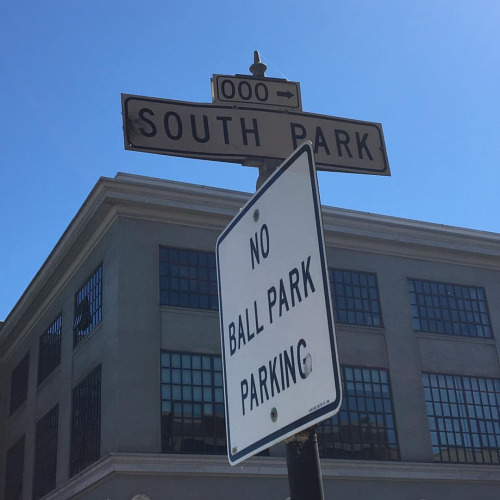 000 →
SOUTH PARK
NO
BALL PARK
PARKING